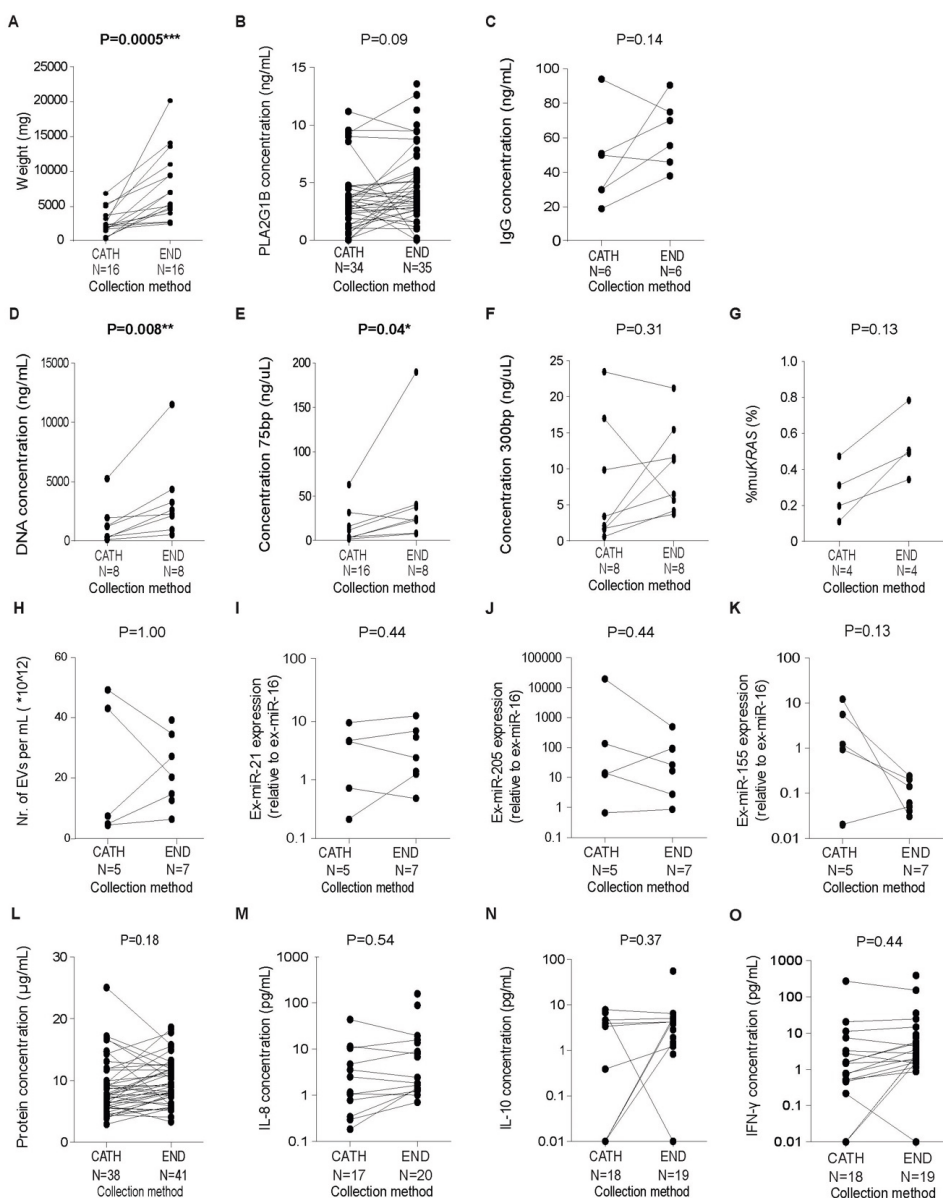 A
P=0.0005***
Weight (mg)
25000
20000
15000
10000
5000
0
CATH END
N=16 N=16
Collection method
B
P=0.09
PLA2G1B concentration (ng/mL)
15
10
5
0
CATH END
N=34 N=35
Collection method
C
P=0.14
IgG concentration (ng/mL)
100
80
60
40
20
0
CATH END
N=6 N=6
Collection method
D
P=0.008**
DNA concentration (ng/mL)
15000
10000
5000
0
CATH END
N=8 N=8
Collection method
E
P=0.04*
Concentration 75bp (ng/uL)
200
150
100
50
0
CATH END
N=16 N=8
Collection method
F
P=0.31
Concentration 300bp (ng/uL)
25
20
15
10
5
0
CATH END
N=8 N=8
Collection method
G
P=0.13
%muKRAS (%)
1.0
0.8
0.6
0.4
0.2
0.0
CATH END
N=4 N=4
Collection method
H
P=1.00
Nr. of EVs per mL ( *10^12)
60
40
20
0
CATH END
N=5 N=7
Collection method
I
P=0.44
Ex-miR-21 expression
(relative to ex-miR-16)
100
10
1
0.1
CATH END
N=5 N=7
Collection method
J
P=0.44
Ex-miR-205 expression
(relative to ex-miR-16)
100000
10000
1000
100
10
1
0.1
CATH END
N=5 N=7
Collection method
K
P=0.13
Ex-miR-155 expression
(relative to ex-miR-16)
100
10
1
0.1
0.01
CATH END
N=5 N=7
Collection method
L
P=0.18
Protein concentration (µg/mL)
30
20
10
0
CATH END
N=38 N=41
Collection method
M
P=0.54
IL-8 concentration (pg/mL)
1000
100
10
1
0.1
CATH END
N=17 N=20
Collection method
N
P=0.37
IL-10 concentration (pg/mL)
100
10
1
0.1
0.01
CATH END
N=18 N=19
Collection method
O
P=0.44
IFN-γ concentration (pg/mL)
1000
100
10
1
0.1
0.01
CATH END
N=18 N=19
Collection method